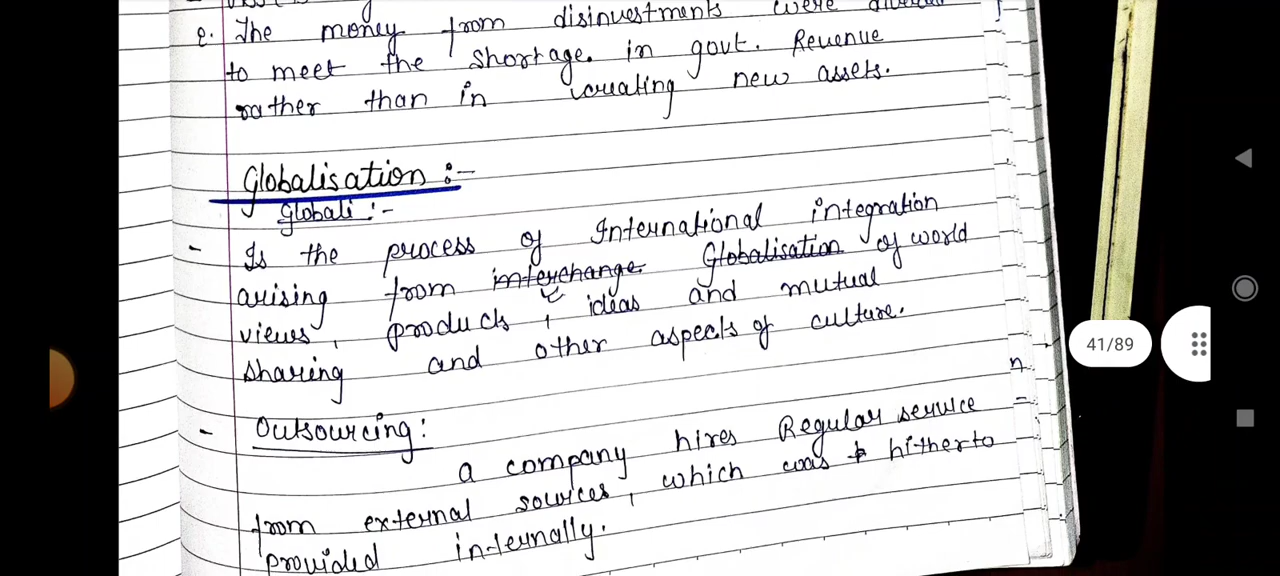 2. The money from disinvestments were
to meet the shortage. in govt. Revenue
rather than in creating new assets.
Globalisation :-
Globali :-
- Is the process of International integration
arising from interchange Globalisation of world
views, products, ideas and mutual
sharing and other aspects of culture.
- Outsourcing:
a company hires Regular service
from external sources, which was hitherto
provided internally.
41/89
n